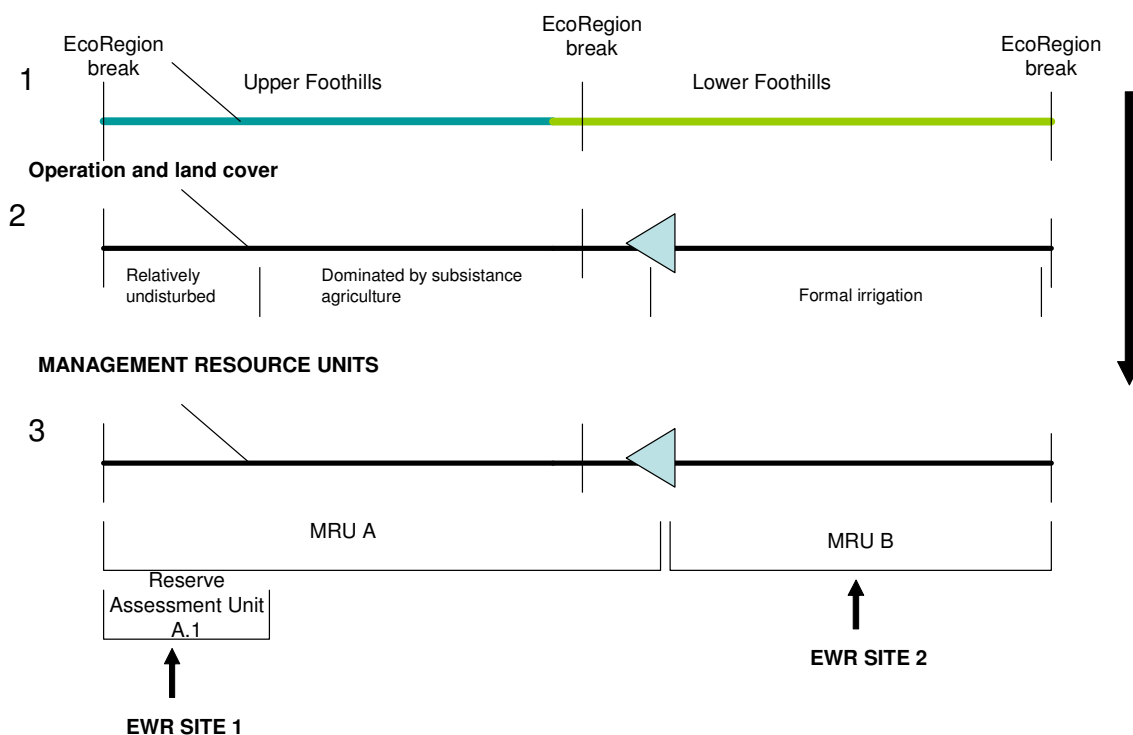 EcoRegion
break
EcoRegion
break
EcoRegion
break
1
Upper Foothills
Lower Foothills
Operation and land cover
2
Relatively
undisturbed
Dominated by subsistance
agriculture
Formal irrigation
MANAGEMENT RESOURCE UNITS
3
MRU A
MRU B
Reserve
Assessment Unit
A.1
EWR SITE 2
EWR SITE 1